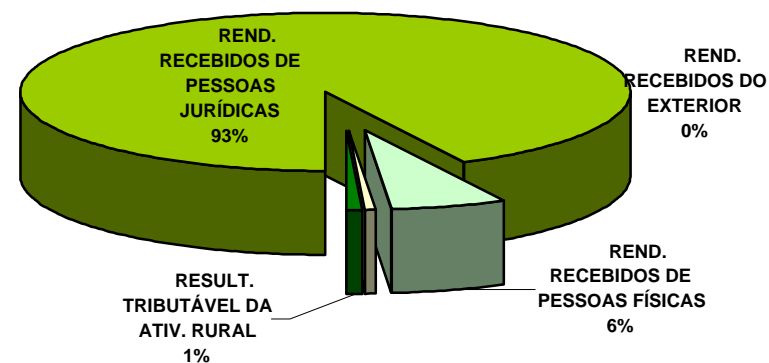 REND.
RECEBIDOS DE
PESSOAS
JURÍDICAS
93%
REND.
RECEBIDOS DO
EXTERIOR
0%
REND.
RECEBIDOS DE
PESSOAS FÍSICAS
6%
RESULT.
TRIBUTÁVEL DA
ATIV. RURAL
1%